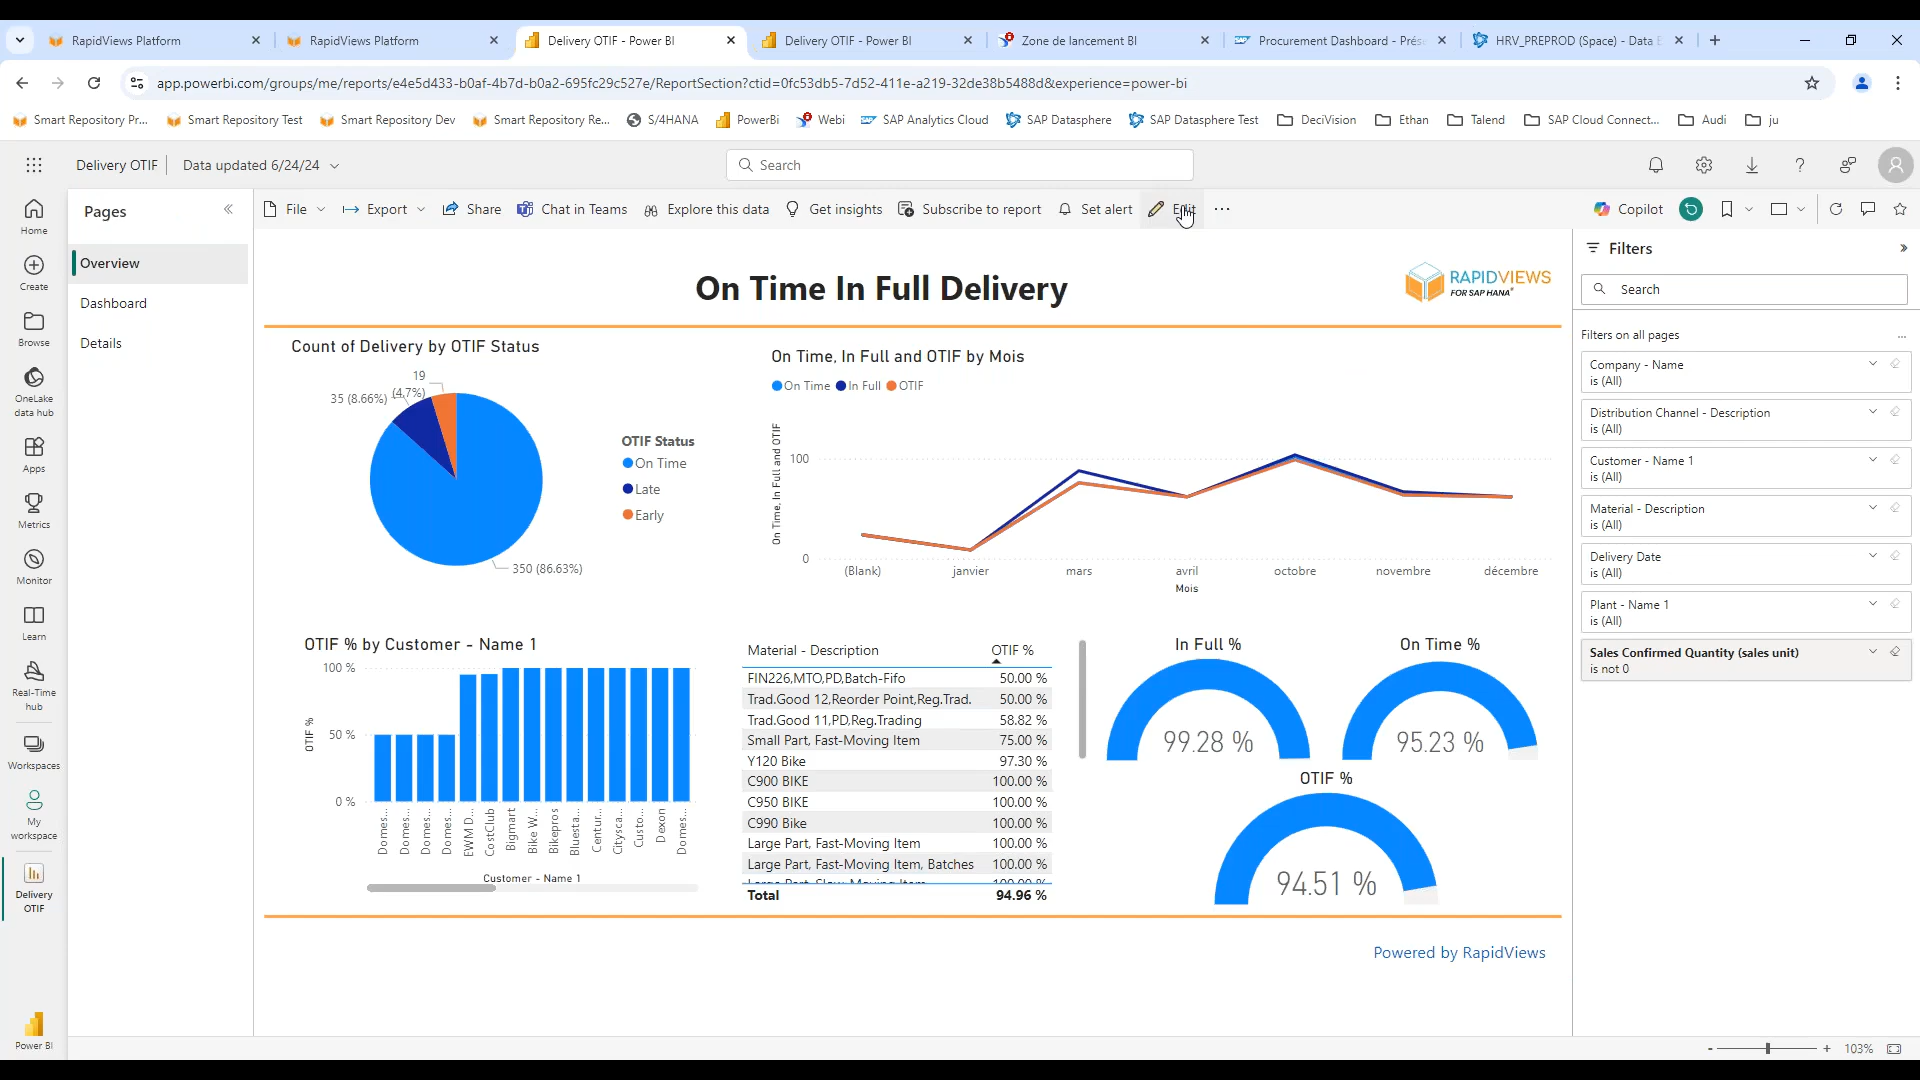 RapidViews Platform
RapidViews Platform
Delivery OTIF - Power BI
Delivery OTIF - Power BI
Zone de lancement BI
Procurement Dashboard - Prés
HRV_PREPROD (Space) - Data
app.powerbi.com/groups/me/reports/e4e5d433-b0af-4b7d-b0a2-695fc29c527e/ReportSection?ctid=0fc53db5-7d52-411e-a219-32de38b5488d&experience=power-bi
Smart Repository Pr...
Smart Repository Test
Smart Repository Dev
Smart Repository Re...
S/4HANA
PowerBi
Webi
SAP Analytics Cloud
SAP Datasphere
SAP Datasphere Test
DeciVision
Ethan
Talend
SAP Cloud Connect...
Audi
ju
Delivery OTIF
Data updated 6/24/24
Search
Home
Create
Browse
OneLake
data hub
Apps
Metrics
Monitor
Learn
Real-Time
hub
Workspaces
My
workspace
Delivery
OTIF
Power BI
Pages
Overview
Dashboard
Details
File
Export
Share
Chat in Teams
Explore this data
Get insights
Subscribe to report
Set alert
Edit
...
Copilot
On Time In Full Delivery
RAPIDVIEWS
FOR SAP HANA®
Count of Delivery by OTIF Status
19
(4.7%)
35 (8.66%)
350 (86.63%)
OTIF Status
On Time
Late
Early
On Time, In Full and OTIF by Mois
On Time
In Full
OTIF
On Time, In Full and OTIF
100
0
(Blank)
janvier
mars
avril
octobre
novembre
décembre
Mois
OTIF % by Customer - Name 1
OTIF %
100 %
50 %
0 %
Domes...
Domes...
Domes...
Domes...
EWM D...
CostClub
Bigmart
Bike W...
Bikepros
Bluesta...
Centur...
Citysca...
Custo...
Dexon
Domes...
Customer - Name 1
Material - Description OTIF %
FIN226,MTO,PD,Batch-Fifo 50.00 %
Trad.Good 12,Reorder Point,Reg.Trad. 50.00 %
Trad.Good 11,PD,Reg.Trading 58.82 %
Small Part, Fast-Moving Item 75.00 %
Y120 Bike 97.30 %
C900 BIKE 100.00 %
C950 BIKE 100.00 %
C990 Bike 100.00 %
Large Part, Fast-Moving Item 100.00 %
Large Part, Fast-Moving Item, Batches 100.00 %
Large Part, Slow-Moving Item 100.00 %
Total 94.96 %
In Full %
99.28 %
On Time %
95.23 %
OTIF %
94.51 %
Powered by RapidViews
Filters
Search
Filters on all pages
...
Company - Name
is (All)
Distribution Channel - Description
is (All)
Customer - Name 1
is (All)
Material - Description
is (All)
Delivery Date
is (All)
Plant - Name 1
is (All)
Sales Confirmed Quantity (sales unit)
is not 0
- + 103%